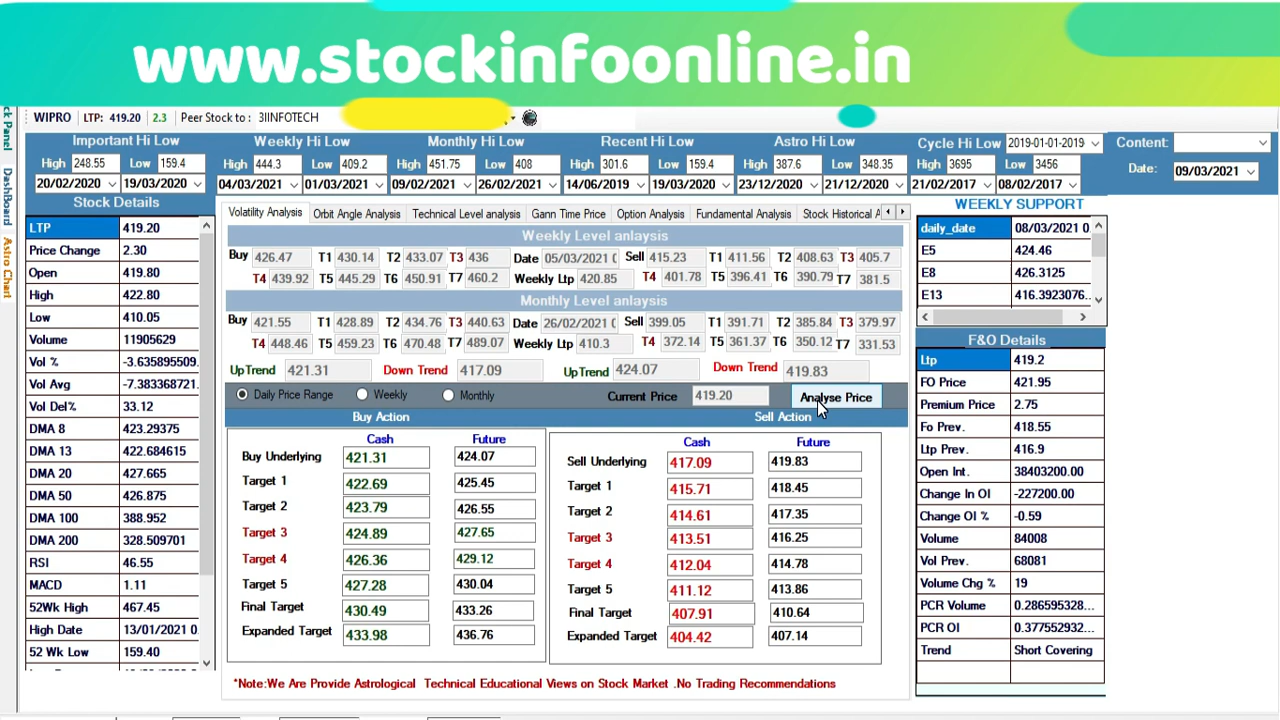 www.stockinfoonline.in
WIPRO LTP: 419.20 2.3 Peer Stock to : 3IINFOTECH
Important Hi Low Weekly Hi Low Monthly Hi Low Recent Hi Low Astro Hi Low Cycle Hi Low 2019-01-01-2019 Content:
High 248.55 Low 159.4 High 444.3 Low 409.2 High 451.75 Low 408 High 301.6 Low 159.4 High 387.6 Low 348.35 High 3695 Low 3456
20/02/2020 19/03/2020 04/03/2021 01/03/2021 09/02/2021 26/02/2021 14/06/2019 19/03/2020 23/12/2020 21/12/2020 21/02/2017 08/02/2017 Date: 09/03/2021
ck Panel
DashBoard
Astro Chart
Stock Details
LTP 419.20
Price Change 2.30
Open 419.80
High 422.80
Low 410.05
Volume 11905629
Vol % -3.635895509...
Vol Avg -7.383368721...
Vol Del% 33.12
DMA 8 423.29375
DMA 13 422.684615
DMA 20 427.665
DMA 50 426.875
DMA 100 388.952
DMA 200 328.509701
RSI 46.55
MACD 1.11
52Wk High 467.45
High Date 13/01/2021 0.
52 Wk Low 159.40
Volatility Analysis Orbit Angle Analysis Technical Level analysis Gann Time Price Option Analysis Fundamental Analysis Stock Historical A
Weekly Level anlaysis
Buy 426.47 T1 430.14 T2 433.07 T3 436 Date 05/03/2021 0 Sell 415.23 T1 411.56 T2 408.63 T3 405.7
T4 439.92 T5 445.29 T6 450.91 T7 460.2 Weekly Ltp 420.85 T4 401.78 T5 396.41 T6 390.79 T7 381.5
Monthly Level anlaysis
Buy 421.55 T1 428.89 T2 434.76 T3 440.63 Date 26/02/2021 0 Sell 399.05 T1 391.71 T2 385.84 T3 379.97
T4 448.46 T5 459.23 T6 470.48 T7 489.07 Weekly Ltp 410.3 T4 372.14 T5 361.37 T6 350.12 T7 331.53
UpTrend 421.31 Down Trend 417.09 UpTrend 424.07 Down Trend 419.83
Daily Price Range Weekly Monthly Current Price 419.20 Analyse Price
Buy Action Sell Action
Cash Future
Buy Underlying 421.31 424.07
Target 1 422.69 425.45
Target 2 423.79 426.55
Target 3 424.89 427.65
Target 4 426.36 429.12
Target 5 427.28 430.04
Final Target 430.49 433.26
Expanded Target 433.98 436.76
Cash Future
Sell Underlying 417.09 419.83
Target 1 415.71 418.45
Target 2 414.61 417.35
Target 3 413.51 416.25
Target 4 412.04 414.78
Target 5 411.12 413.86
Final Target 407.91 410.64
Expanded Target 404.42 407.14
*Note:We Are Provide Astrological Technical Educational Views on Stock Market .No Trading Recommendations
WEEKLY SUPPORT
daily_date 08/03/2021 0.
E5 424.46
E8 426.3125
E13 416.3923076...
F&O Details
Ltp 419.2
FO Price 421.95
Premium Price 2.75
Fo Prev. 418.55
Ltp Prev. 416.9
Open Int. 38403200.00
Change In OI -227200.00
Change OI % -0.59
Volume 84008
Vol Prev. 68081
Volume Chg % 19
PCR Volume 0.286595328...
PCR OI 0.377552932...
Trend Short Covering